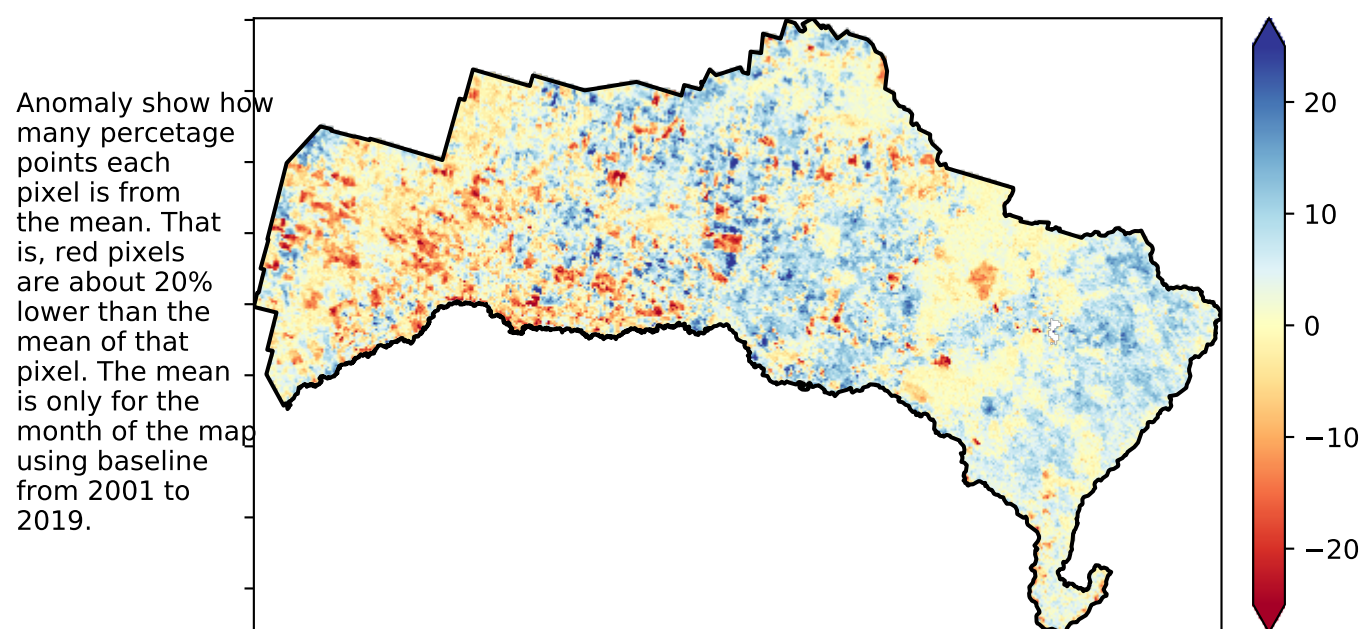 Anomaly show how
many percetage
points each
pixel is from
the mean. That
is, red pixels
are about 20%
lower than the
mean of that
pixel. The mean
is only for the
month of the map
using baseline
from 2001 to
2019.
20
10
0
−10
−20